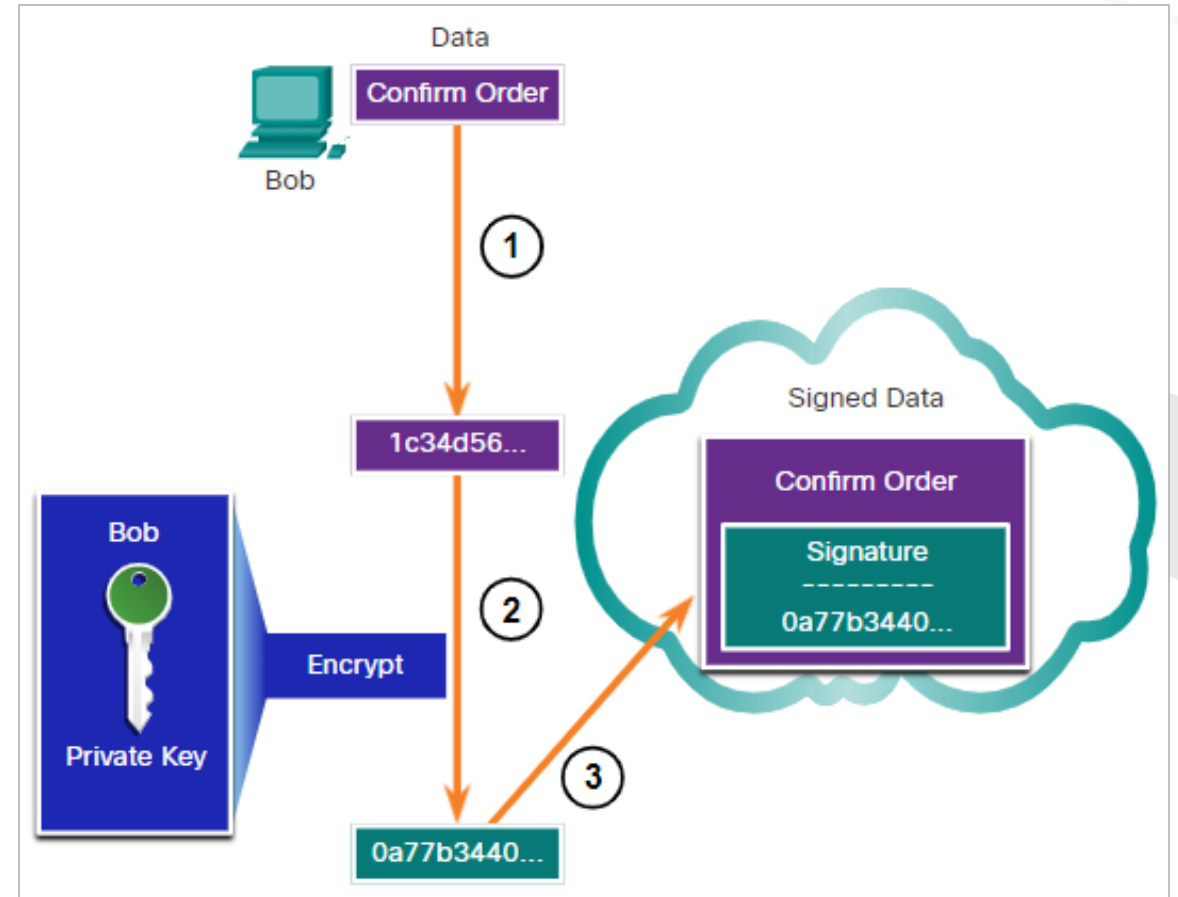 Data
Confirm Order
Bob
1
1c34d56...
Signed Data
Confirm Order
Signature
---------
0a77b3440...
Bob
Private Key
Encrypt
2
3
0a77b3440...